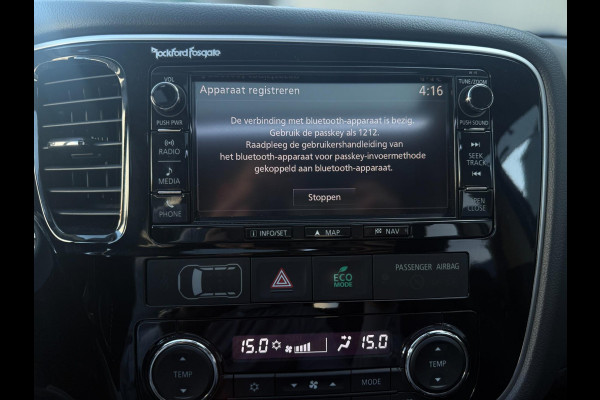 Rockford Fosgate
VOL
Apparaat registreren
4:16
TUNE/ZOOM
PUSH PWR
PUSH SOUND
De verbinding met bluetooth-apparaat is bezig.
Gebruik de passkey als 1212.
Raadpleeg de gebruikershandleiding van
het bluetooth-apparaat voor passkey-invoermethode
gekoppeld aan bluetooth-apparaat.
Stoppen
RADIO
MEDIA
PHONE
SEEK
TRACK
OPEN
CLOSE
i INFO/SET
MAP
NAV
ECO
MODE
PASSENGER AIRBAG
15.0
15.0
TEMP
TEMP
MODE